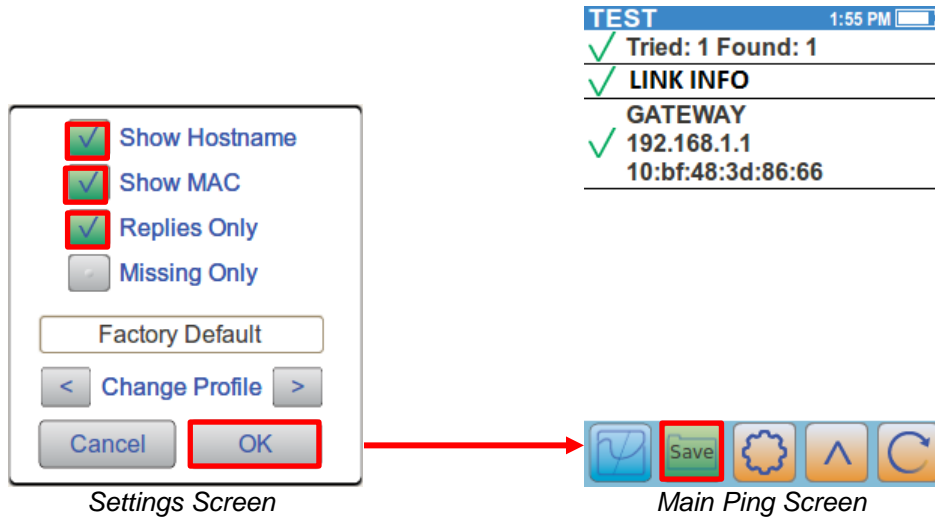 TEST 1:55 PM
Tried: 1 Found: 1
LINK INFO
GATEWAY
192.168.1.1
10:bf:48:3d:86:66
Show Hostname
Show MAC
Replies Only
Missing Only
Factory Default
< Change Profile >
Cancel OK
Save
Settings Screen
Main Ping Screen